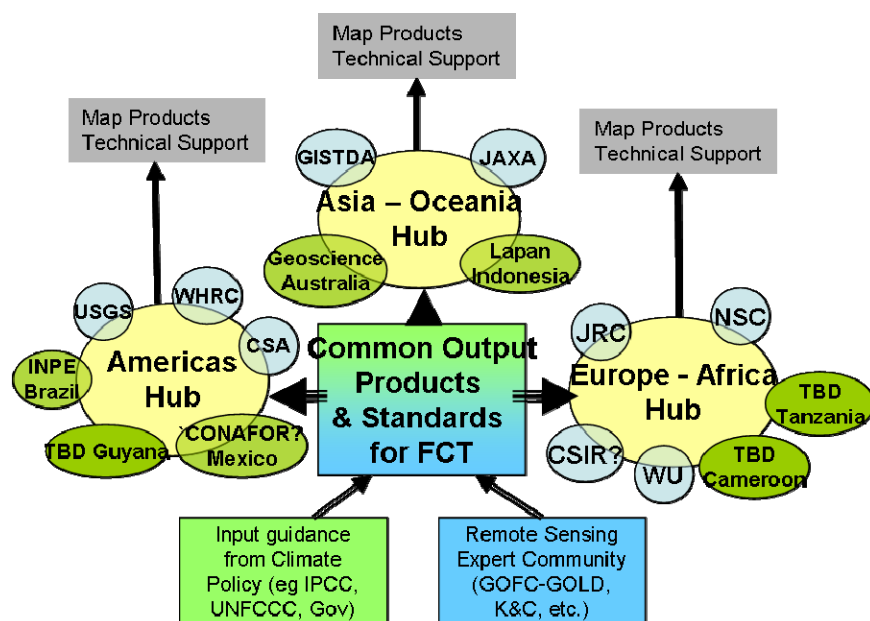 Map Products
Technical Support
Map Products
Technical Support
Map Products
Technical Support
GISTDA
JAXA
Asia – Oceania
Hub
Geoscience
Australia
Lapan
Indonesia
USGS
WHRC
CSA
Americas
Hub
INPE
Brazil
TBD Guyana
`CONAFOR?
Mexico
Common Output
Products
& Standards
for FCT
JRC
NSC
Europe - Africa
Hub
TBD
Tanzania
CSIR?
WU
TBD
Cameroon
Input guidance
from Climate
Policy (eg IPCC,
UNFCCC, Gov)
Remote Sensing
Expert Community
(GOFC-GOLD,
K&C, etc.)